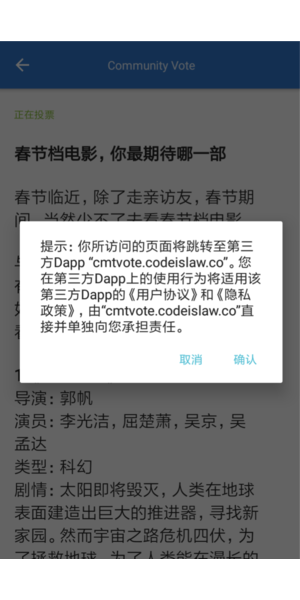 Community Vote
正在投票
春节档电影，你最期待哪一部
春节临近，除了走亲访友，春节期
间，当然少不了去看春节档电影
提示：你所访问的页面将跳转至第三
方Dapp “cmtvote.codeislaw.co”。您
在第三方Dapp上的使用行为将适用该
第三方Dapp的《用户协议》和《隐私
政策》，由“cmtvote.codeislaw.co”直
接并单独向您承担责任。
取消
确认
导演：郭帆
演员：李光洁，屈楚萧，吴京，吴
孟达
类型：科幻
剧情：太阳即将毁灭，人类在地球
表面建造出巨大的推进器，寻找新
家园。然而宇宙之路危机四伏，为
了拯救地球，为了人类能在漫长的